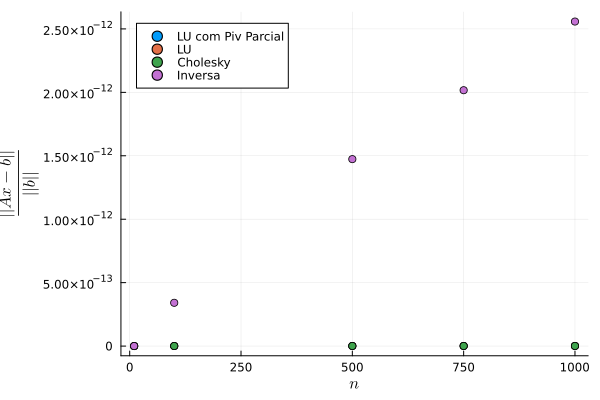 2.50×10⁻¹²
2.00×10⁻¹²
1.50×10⁻¹²
1.00×10⁻¹²
5.00×10⁻¹³
0
||Ax − b||
||b||
LU com Piv Parcial
LU
Cholesky
Inversa
0 250 500 750 1000
n